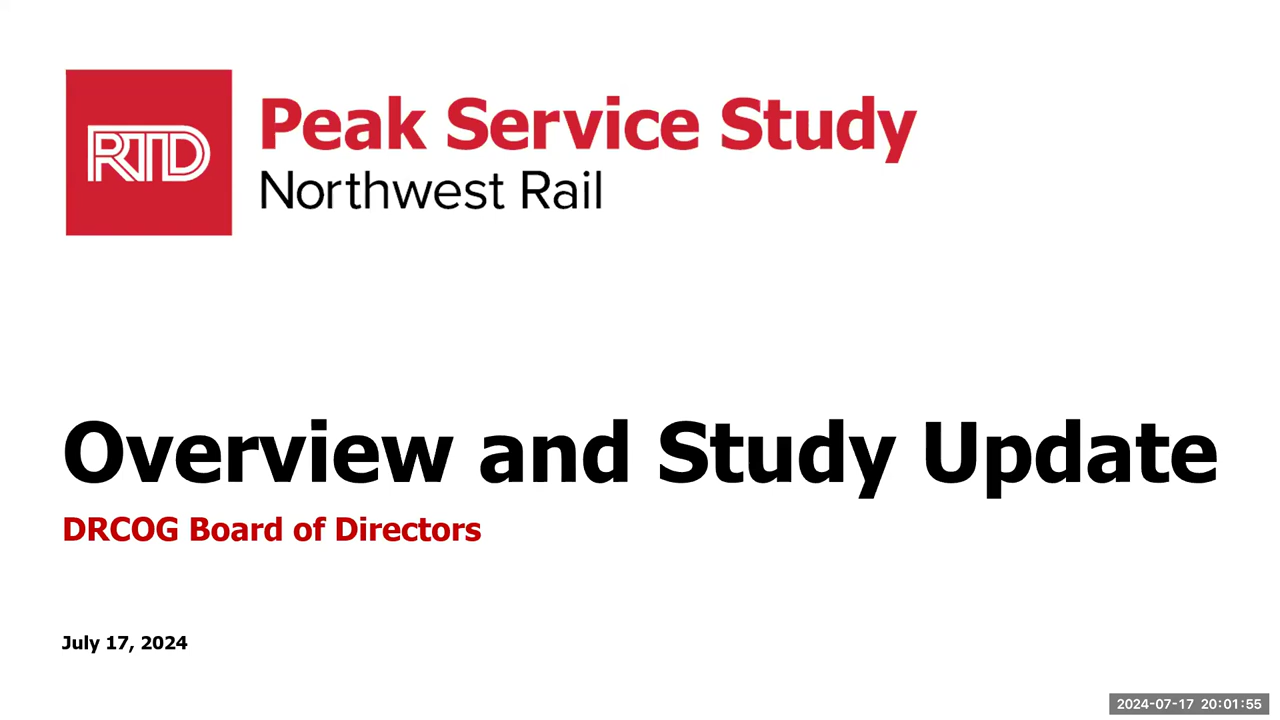 RTD
Peak Service Study
Northwest Rail
Overview and Study Update
DRCOG Board of Directors
July 17, 2024
2024-07-17 20:01:55